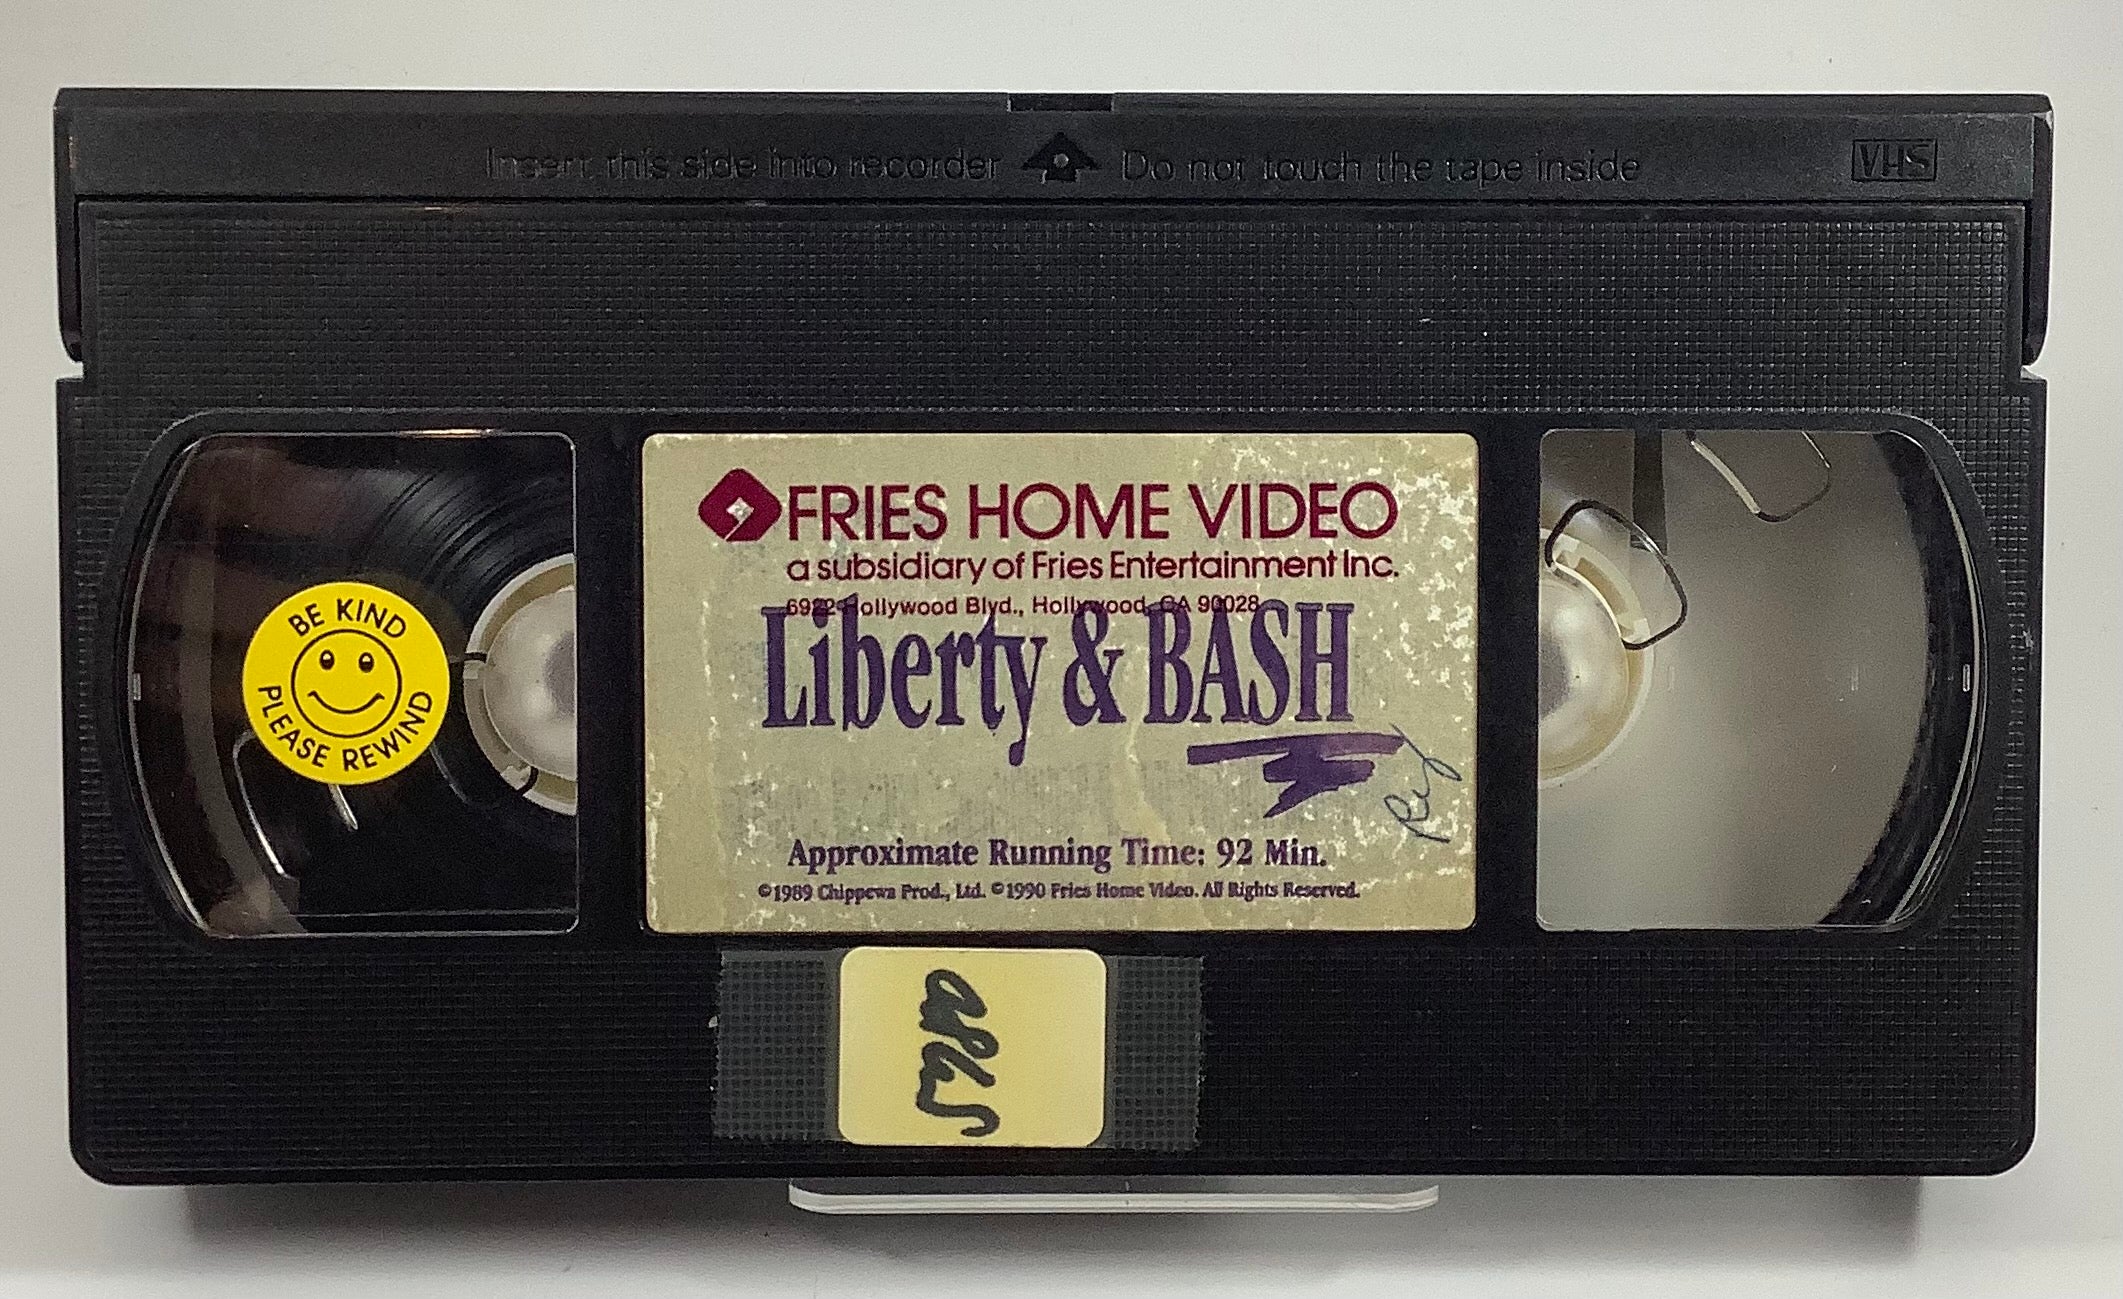 Insert this side into recorder Do not touch the tape inside VHS
FRIES HOME VIDEO
a subsidiary of Fries Entertainment Inc.
6922 Hollywood Blvd., Hollywood, CA 90028
Liberty & BASH
Approximate Running Time: 92 Min.
©1989 Chippewa Prod., Ltd. ©1990 Fries Home Video. All Rights Reserved.
BE KIND
PLEASE REWIND